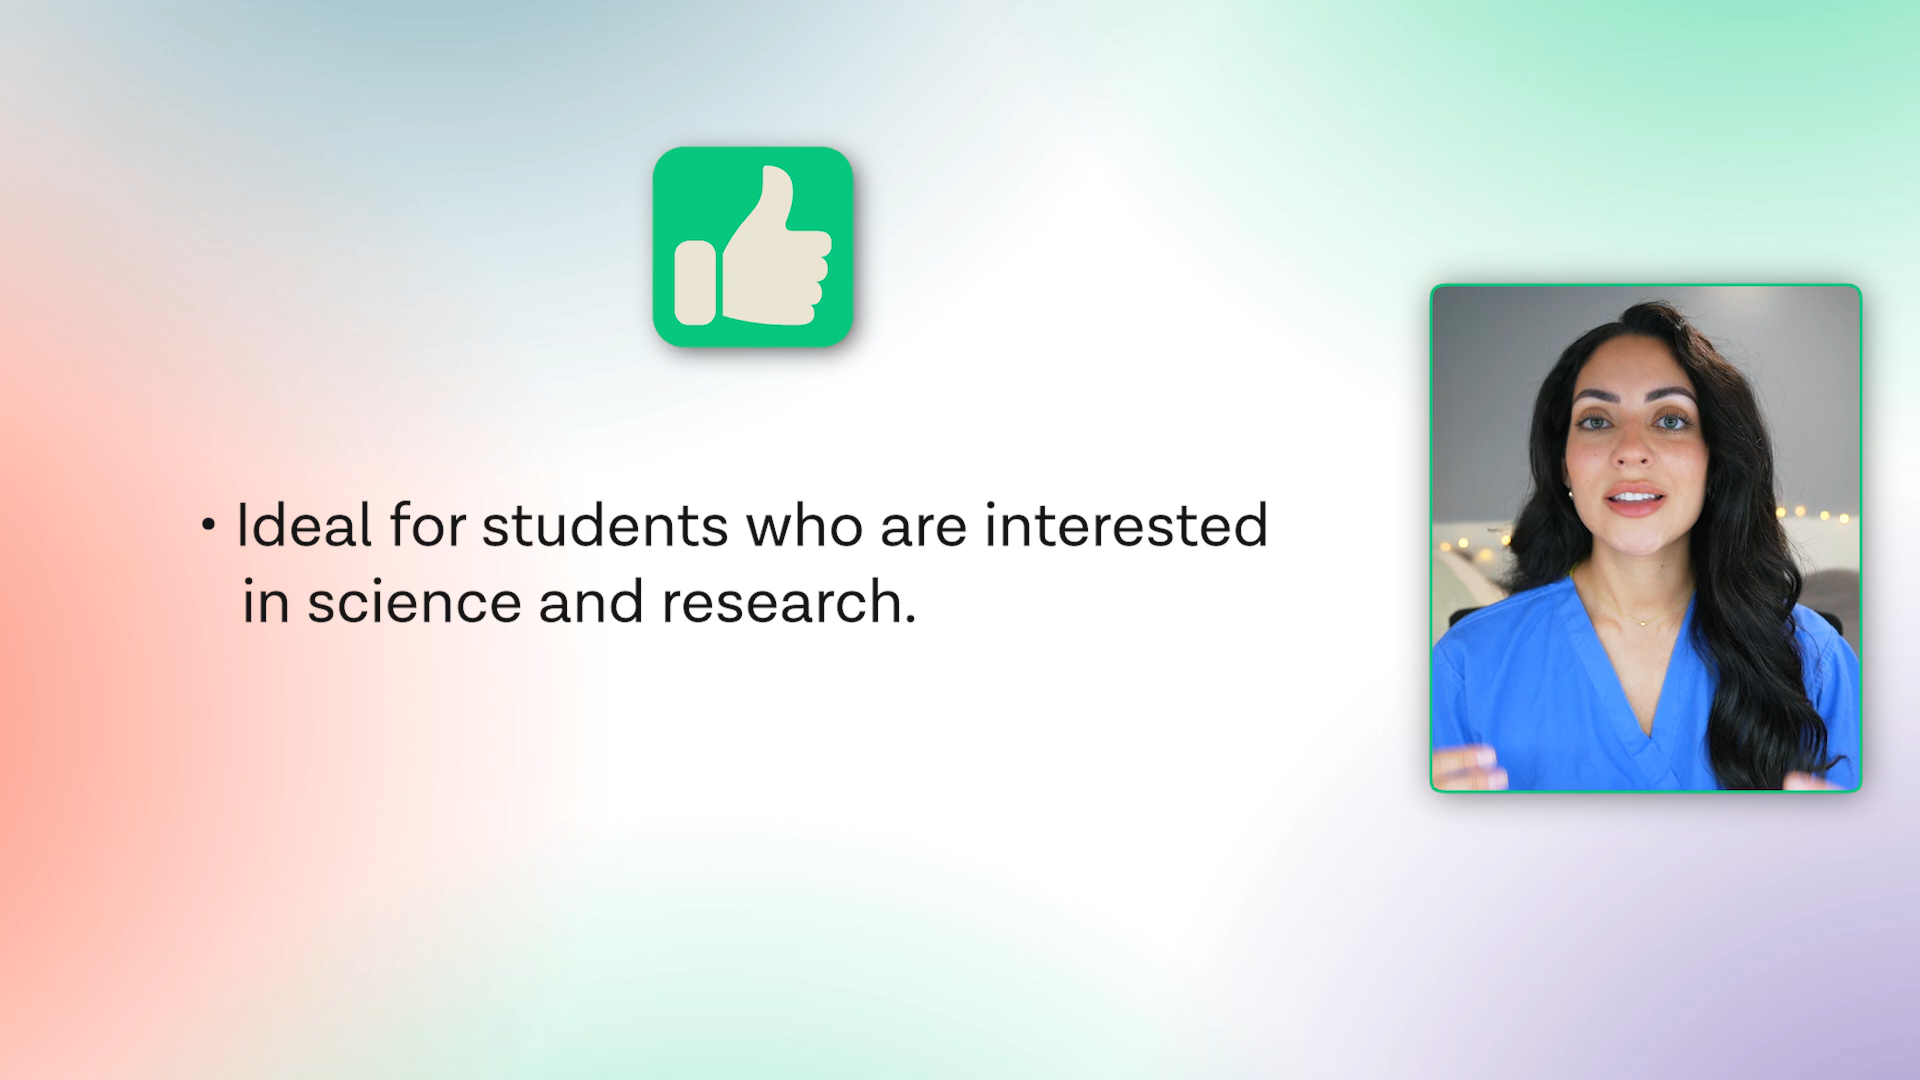 • Ideal for students who are interested
in science and research.